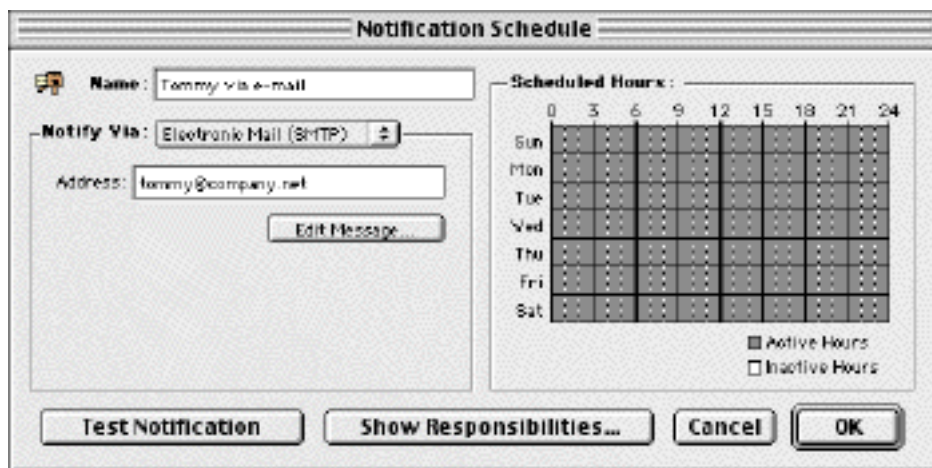 Notification Schedule
Name: Tommy via e-mail
Notify Via: Electronic Mail (SMTP)
Address: tommy@company.net
Edit Message...
Scheduled Hours:
0 3 6 9 12 15 18 21 24
Sun
Mon
Tue
Wed
Thu
Fri
Sat
Active Hours
Inactive Hours
Test Notification
Show Responsibilities...
Cancel
OK